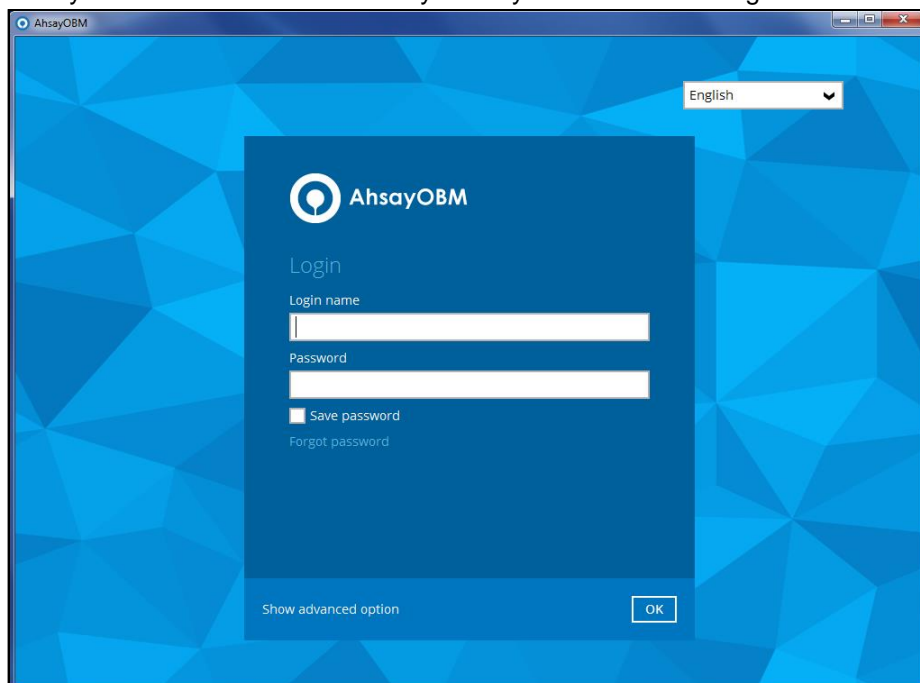 AhsayOBM
English
AhsayOBM
Login
Login name
Password
Save password
Forgot password
Show advanced option
OK